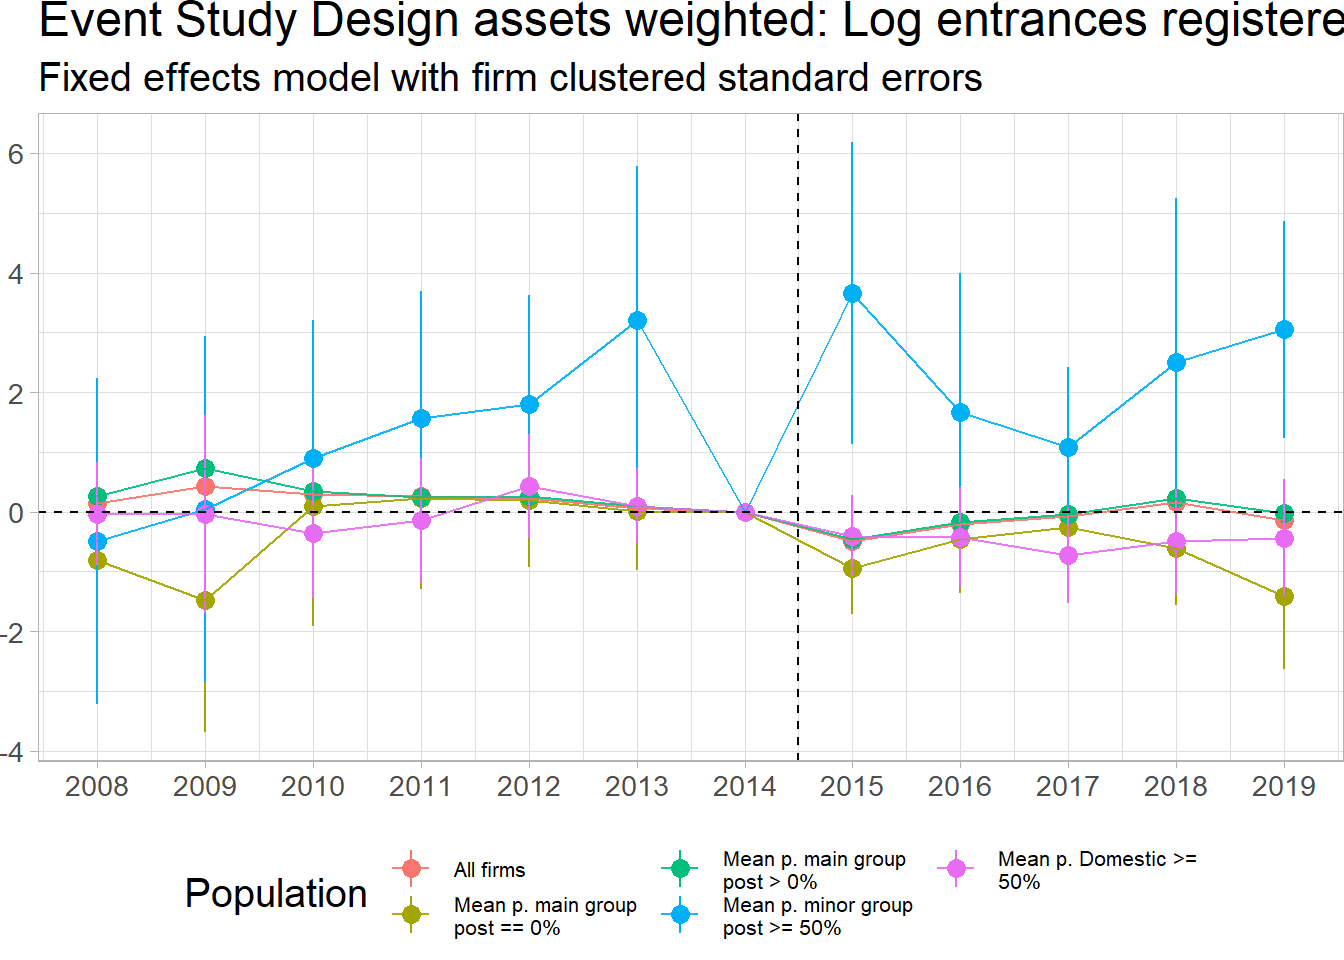 Event Study Design assets weighted: Log entrances registere
Fixed effects model with firm clustered standard errors
6
4
2
0
-2
-4
2008 2009 2010 2011 2012 2013 2014 2015 2016 2017 2018 2019
Population
All firms
Mean p. main group
post == 0%
Mean p. main group
post > 0%
Mean p. minor group
post >= 50%
Mean p. Domestic >=
50%